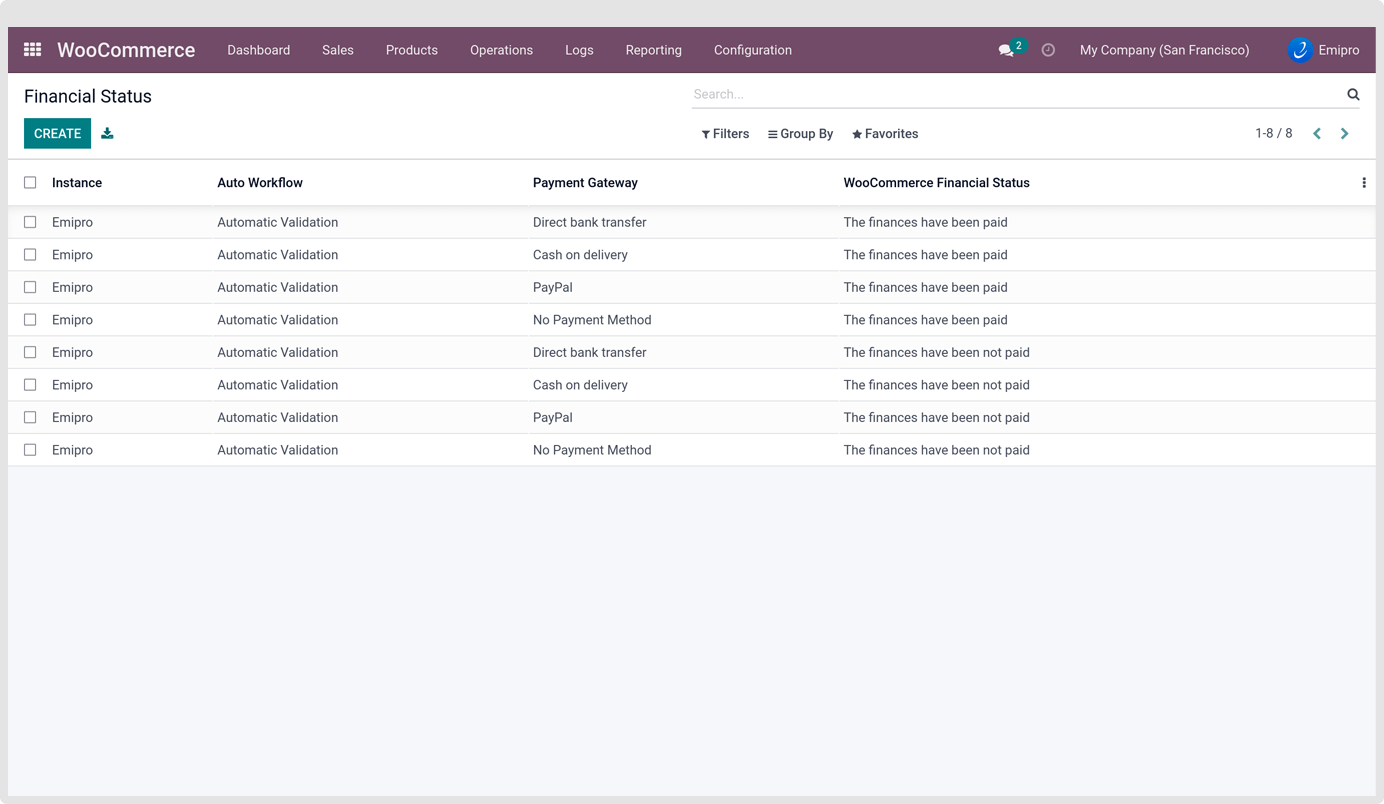 WooCommerce Dashboard Sales Products Operations Logs Reporting Configuration 2 My Company (San Francisco) Emipro
Financial Status Search...
CREATE Filters Group By Favorites 1-8 / 8
Instance Auto Workflow Payment Gateway WooCommerce Financial Status
Emipro Automatic Validation Direct bank transfer The finances have been paid
Emipro Automatic Validation Cash on delivery The finances have been paid
Emipro Automatic Validation PayPal The finances have been paid
Emipro Automatic Validation No Payment Method The finances have been paid
Emipro Automatic Validation Direct bank transfer The finances have been not paid
Emipro Automatic Validation Cash on delivery The finances have been not paid
Emipro Automatic Validation PayPal The finances have been not paid
Emipro Automatic Validation No Payment Method The finances have been not paid